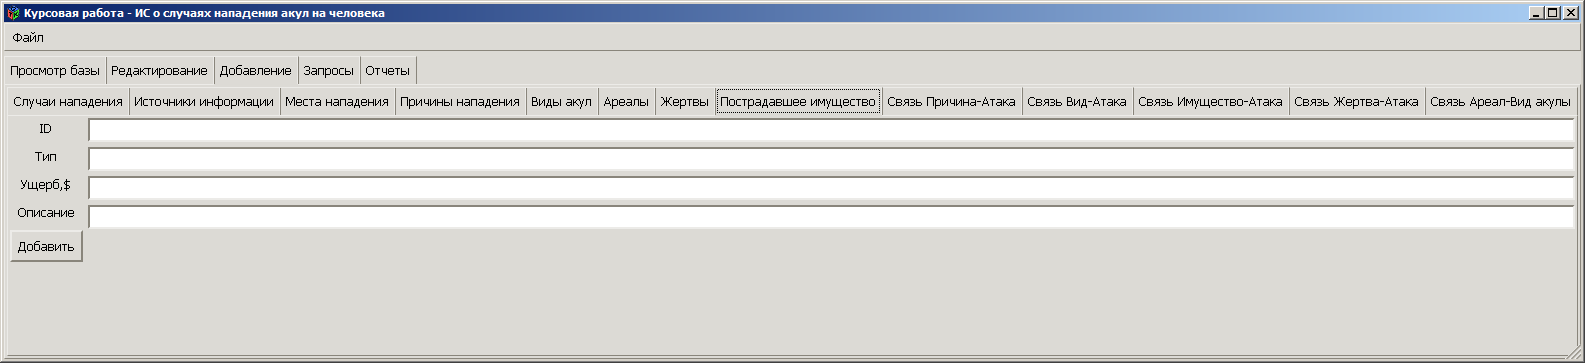 Курсовая работа - ИС о случаях нападения акул на человека
Файл
Просмотр базы Редактирование Добавление Запросы Отчеты
Случаи нападения Источники информации Места нападения Причины нападения Виды акул Ареалы Жертвы Пострадавшее имущество Связь Причина-Атака Связь Вид-Атака Связь Имущество-Атака Связь Жертва-Атака Связь Ареал-Вид акулы
ID
Тип
Ущерб,$
Описание
Добавить